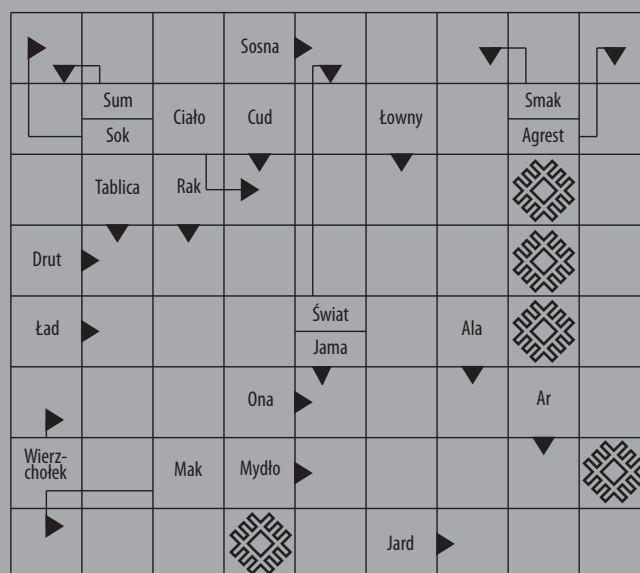 Sosna
Sum
Sok
Ciało
Cud
Łowny
Smak
Agrest
Tablica
Rak
Drut
Ład
Świat
Jama
Ala
Ona
Ar
Wierz-
chołek
Mak
Mydło
Jard